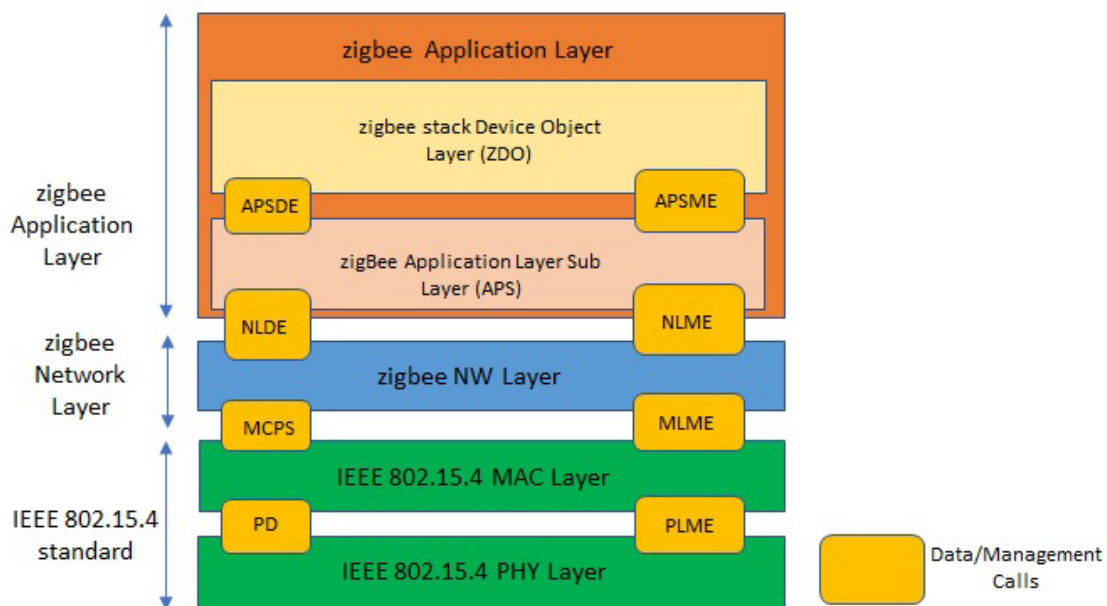 zigbee Application Layer
zigbee stack Device Object
Layer (ZDO)
APSDE
APSME
zigBee Application Layer Sub
Layer (APS)
NLDE
NLME
zigbee NW Layer
MCPS
MLME
IEEE 802.15.4 MAC Layer
PD
PLME
IEEE 802.15.4 PHY Layer
zigbee
Application
Layer
zigbee
Network
Layer
IEEE 802.15.4
standard
Data/Management
Calls